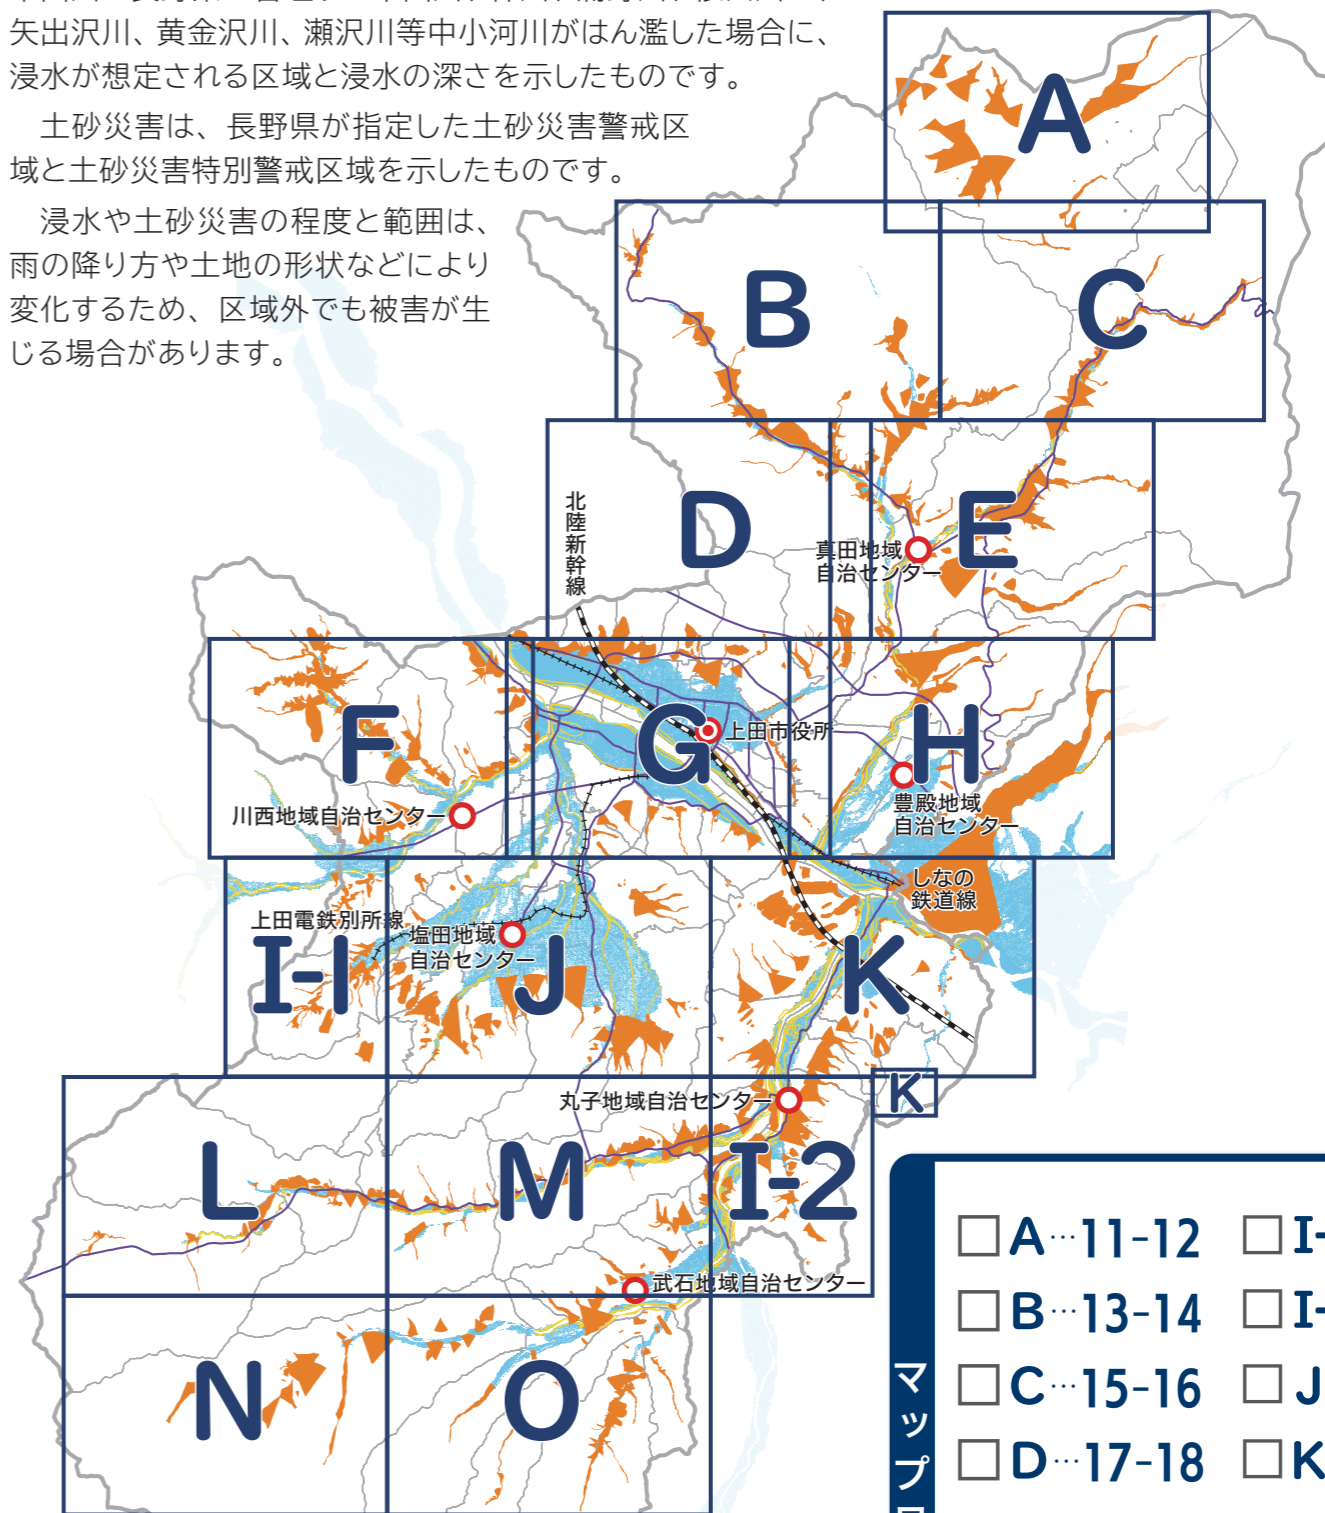 矢出沢川、黄金沢川、瀬沢川等中小河川がはん濫した場合に、
浸水が想定される区域と浸水の深さを示したものです。
土砂災害は、長野県が指定した土砂災害警戒区
域と土砂災害特別警戒区域を示したものです。
浸水や土砂災害の程度と範囲は、
雨の降り方や土地の形状などにより
変化するため、区域外でも被害が生
じる場合があります。
A
B
C
D
北陸新幹線
E
真田地域
自治センター
F
G
上田市役所
H
川西地域自治センター
豊殿地域
自治センター
しなの
鉄道線
上田電鉄別所線
I-1
塩田地域
自治センター
J
K
丸子地域自治センター
K
L
M
I-2
武石地域自治センター
N
O
A…11-12
B…13-14
C…15-16
D…17-18
I-
I-
J
K
マップ